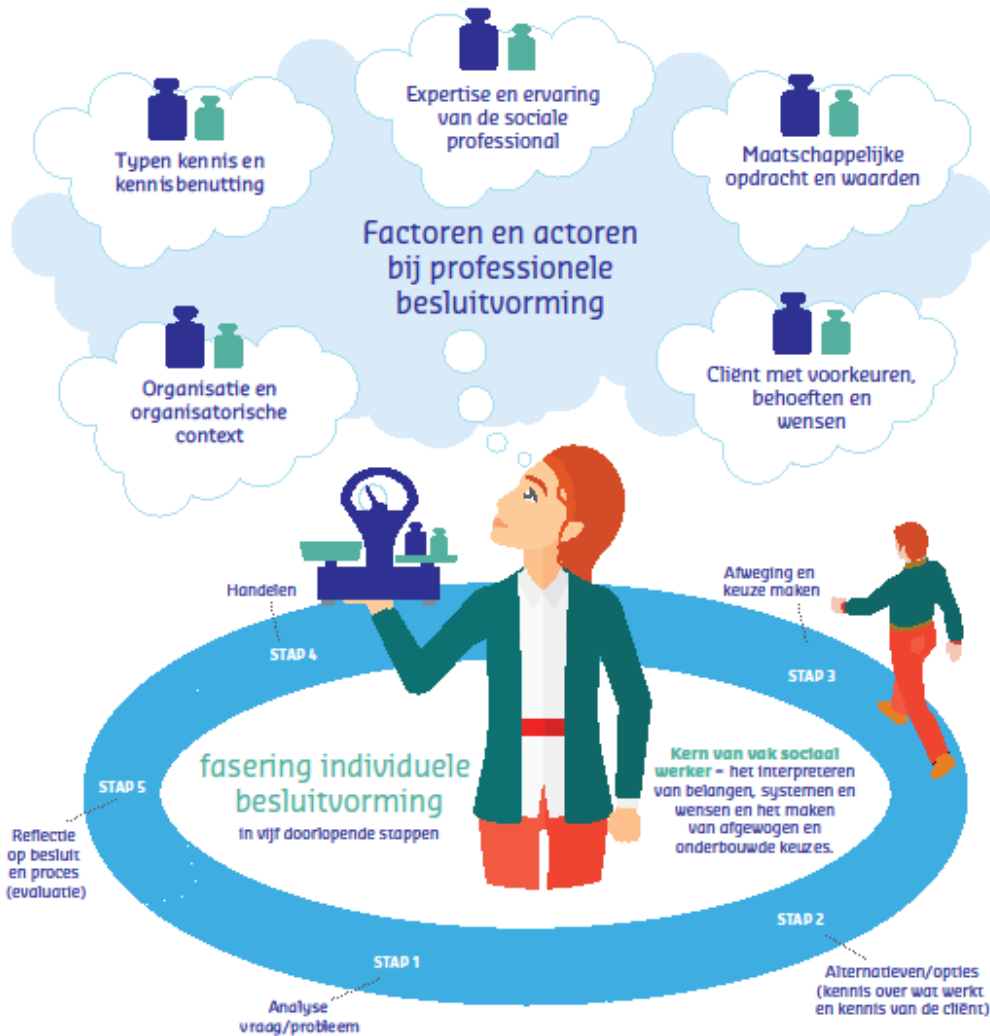 Expertise en ervaring
van de sociale
professional
Typen kennis en
kennisbenutting
Maatschappelijke
opdracht en waarden
Factoren en actoren
bij professionele
besluitvorming
Organisatie en
organisatorische
context
Cliënt met voorkeuren,
behoeften en
wensen
Handelen
Afweging en
keuze maken
STAP 4
STAP 3
fasering individuele
besluitvorming
in vijf doorlopende stappen
Kern van vak sociaal
werker – het interpreteren
van belangen, systemen en
wensen en het maken
van afgewogen en
onderbouwde keuzes.
STAP 5
Reflectie
op besluit
en proces
(evaluatie)
STAP 2
STAP 1
Alternatieven/opties
(kennis over wat werkt
en kennis van de cliënt)
Analyse
vraag/probleem